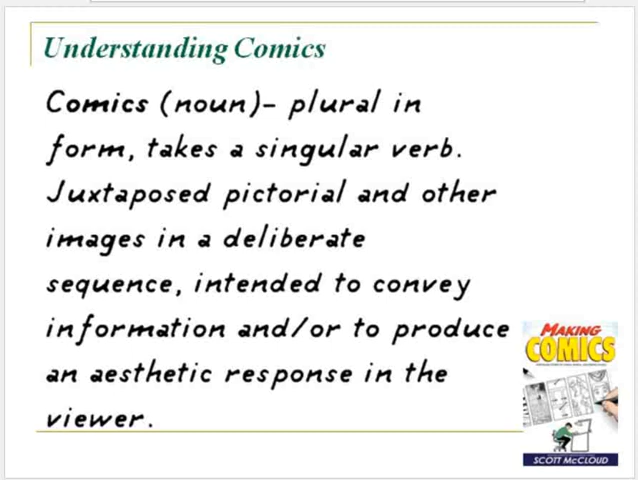 Understanding Comics
Comics (noun)- plural in
form, takes a singular verb.
Juxtaposed pictorial and other
images in a deliberate
sequence, intended to convey
information and/or to produce
an aesthetic response in the
viewer.
MAKING
COMICS
SCOTT McCLOUD